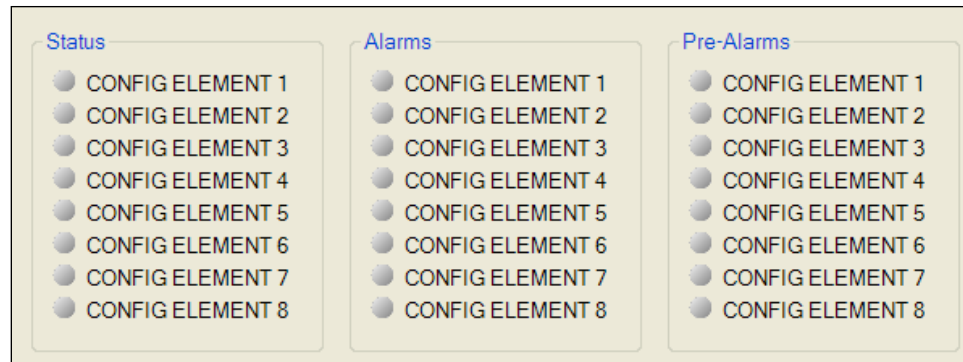 Status
CONFIG ELEMENT 1
CONFIG ELEMENT 2
CONFIG ELEMENT 3
CONFIG ELEMENT 4
CONFIG ELEMENT 5
CONFIG ELEMENT 6
CONFIG ELEMENT 7
CONFIG ELEMENT 8
Alarms
CONFIG ELEMENT 1
CONFIG ELEMENT 2
CONFIG ELEMENT 3
CONFIG ELEMENT 4
CONFIG ELEMENT 5
CONFIG ELEMENT 6
CONFIG ELEMENT 7
CONFIG ELEMENT 8
Pre-Alarms
CONFIG ELEMENT 1
CONFIG ELEMENT 2
CONFIG ELEMENT 3
CONFIG ELEMENT 4
CONFIG ELEMENT 5
CONFIG ELEMENT 6
CONFIG ELEMENT 7
CONFIG ELEMENT 8